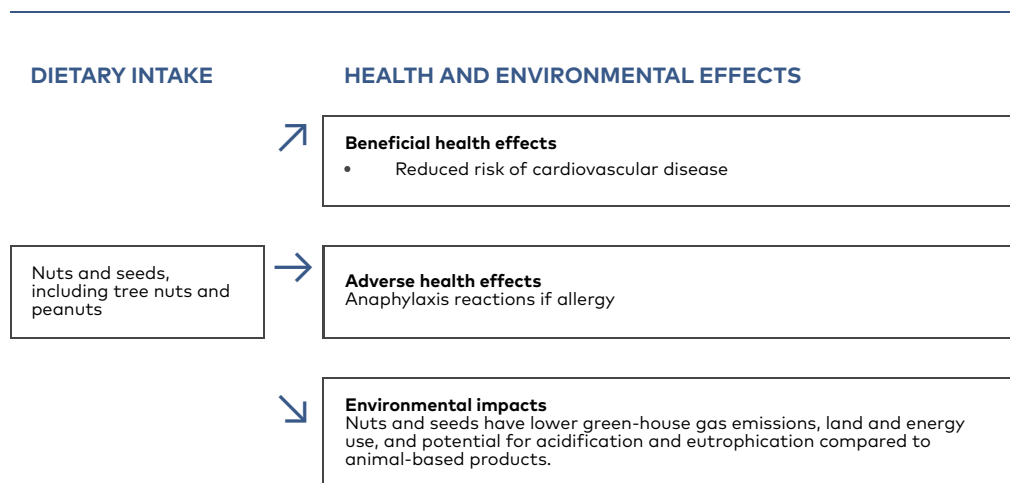 DIETARY INTAKE
HEALTH AND ENVIRONMENTAL EFFECTS
Beneficial health effects
• Reduced risk of cardiovascular disease
Nuts and seeds,
including tree nuts and
peanuts
Adverse health effects
Anaphylaxis reactions if allergy
Environmental impacts
Nuts and seeds have lower green-house gas emissions, land and energy
use, and potential for acidification and eutrophication compared to
animal-based products.